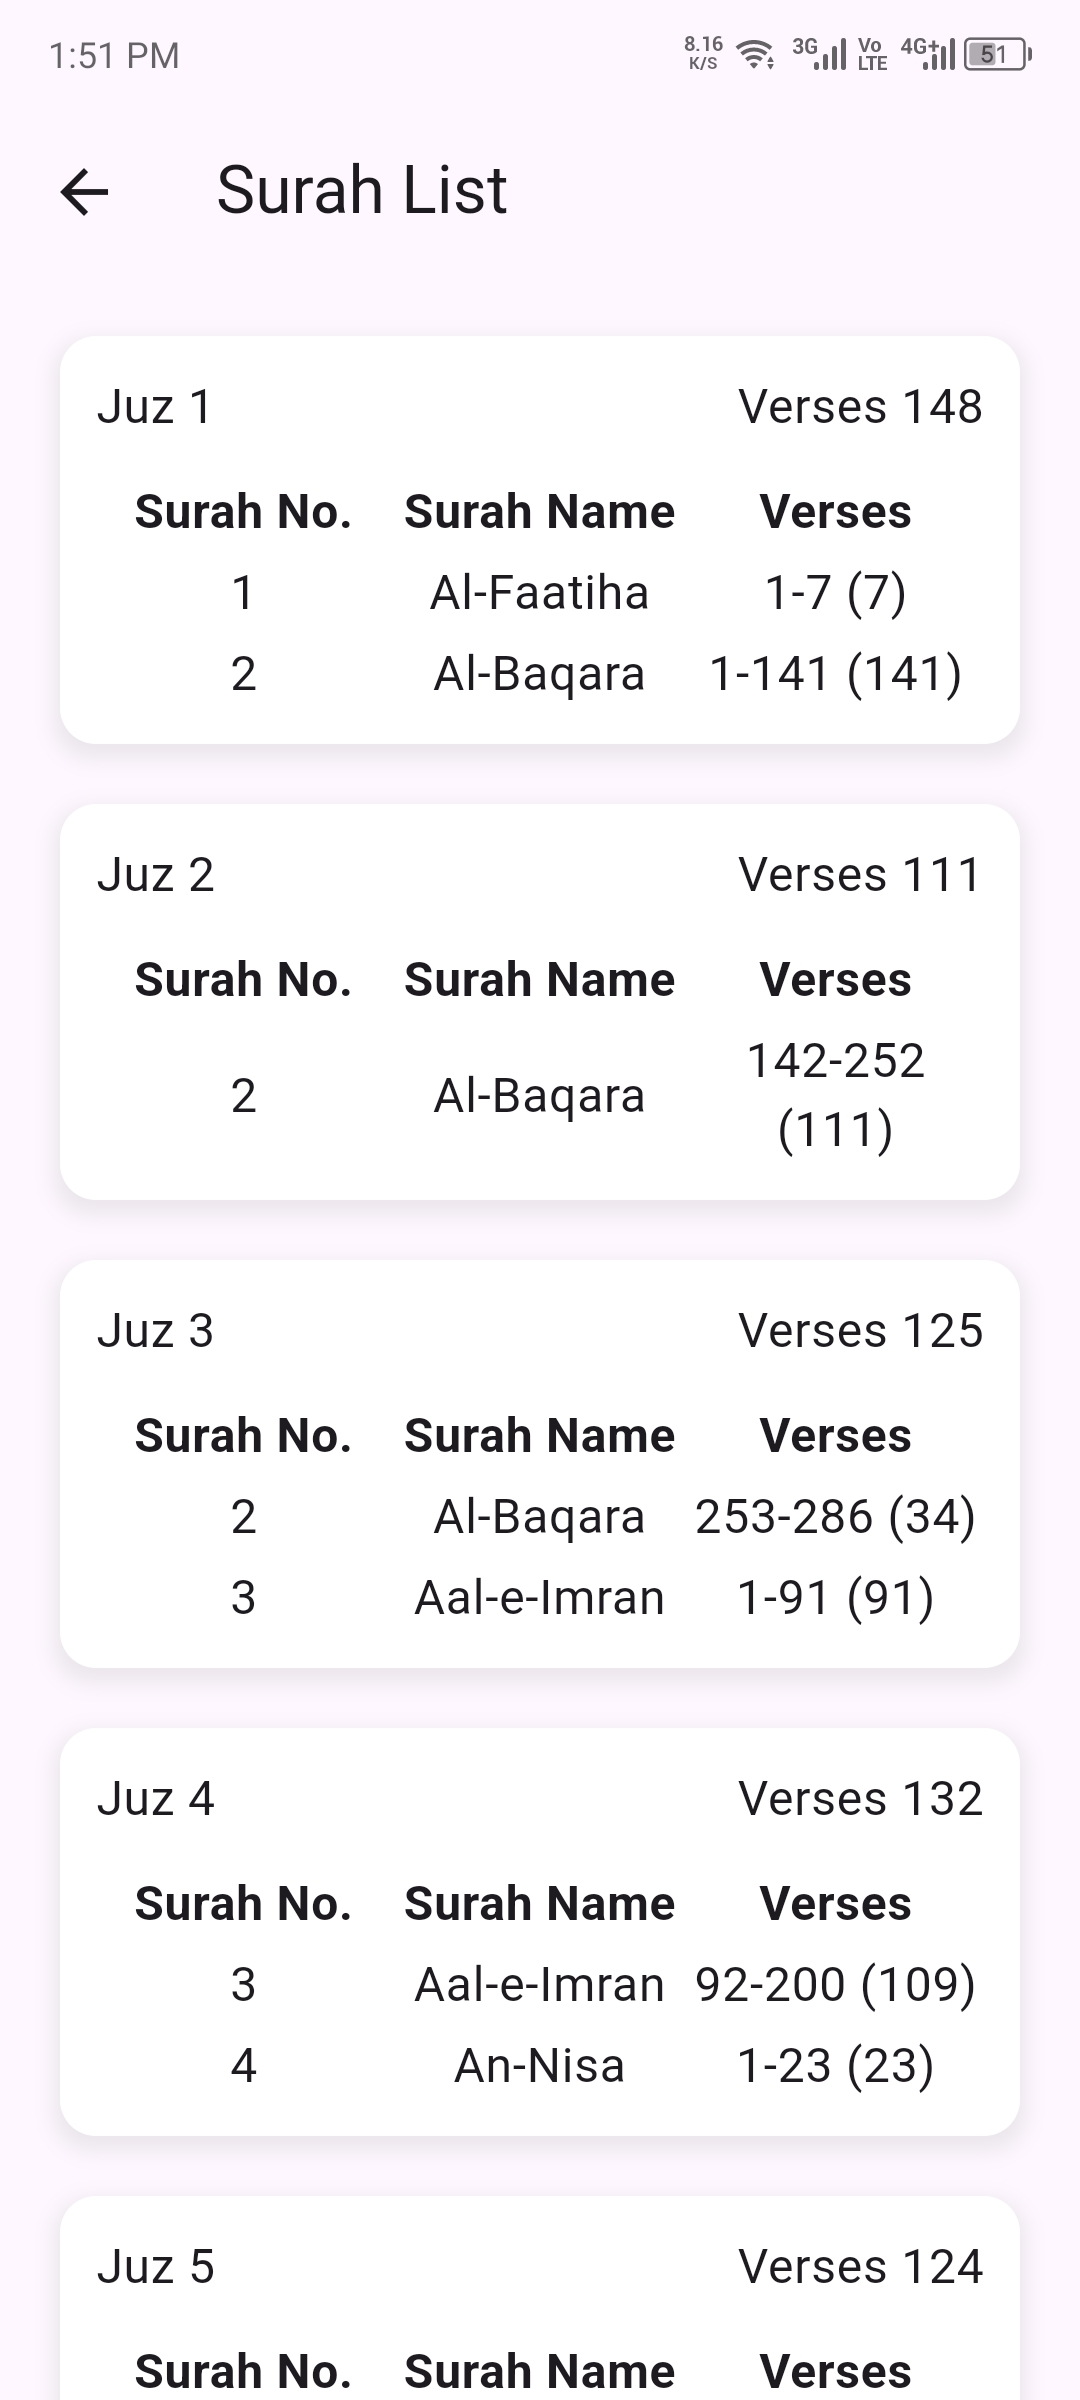 1:51 PM 8.16 K/S 3G Vo LTE 4G+ 51
Surah List
Juz 1 Verses 148
Surah No. Surah Name Verses
1 Al-Faatiha 1-7 (7)
2 Al-Baqara 1-141 (141)
Juz 2 Verses 111
Surah No. Surah Name Verses
2 Al-Baqara 142-252 (111)
Juz 3 Verses 125
Surah No. Surah Name Verses
2 Al-Baqara 253-286 (34)
3 Aal-e-Imran 1-91 (91)
Juz 4 Verses 132
Surah No. Surah Name Verses
3 Aal-e-Imran 92-200 (109)
4 An-Nisa 1-23 (23)
Juz 5 Verses 124
Surah No. Surah Name Verses